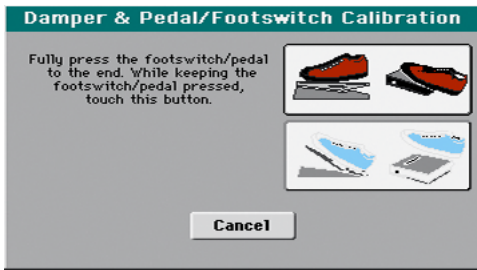 Damper & Pedal/Footswitch Calibration
Fully press the footswitch/pedal
to the end. While keeping the
footswitch/pedal pressed,
touch this button.
Cancel